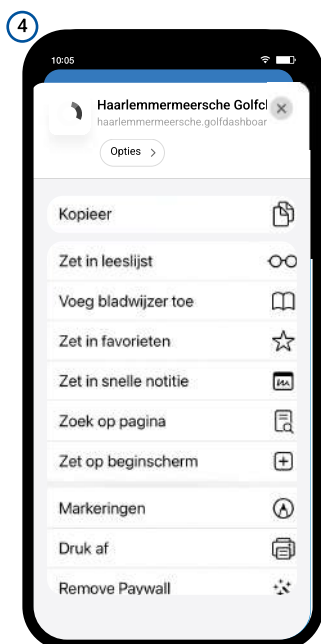 4
10:05
Haarlemmermeersche Golfcl
haarlemmermeersche.golfdashboar
Opties >
Kopieer
Zet in leeslijst
Voeg bladwijzer toe
Zet in favorieten
Zet in snelle notitie
Zoek op pagina
Zet op beginscherm
Markeringen
Druk af
Remove Paywall